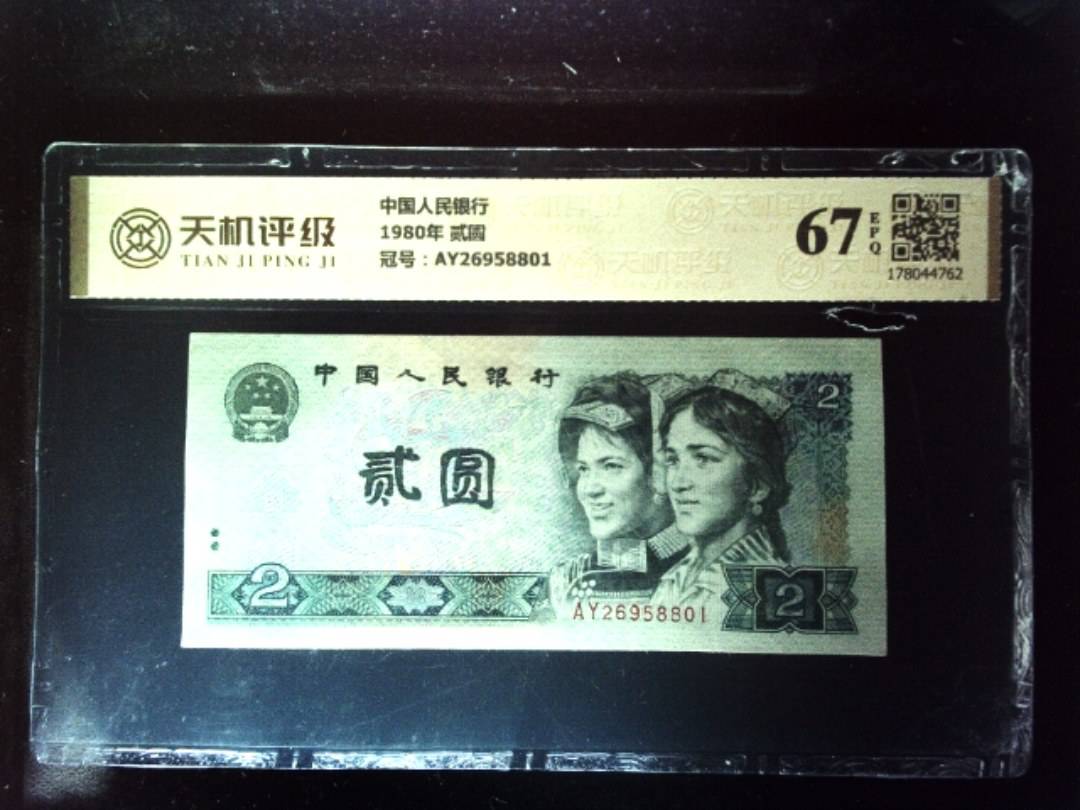 天机评级
TIAN JI PING JI
中国人民银行
1980年 贰圆
冠号：AY26958801
67
EPQ
178044762
中国人民银行
2
贰圆
2
AY26958801
2